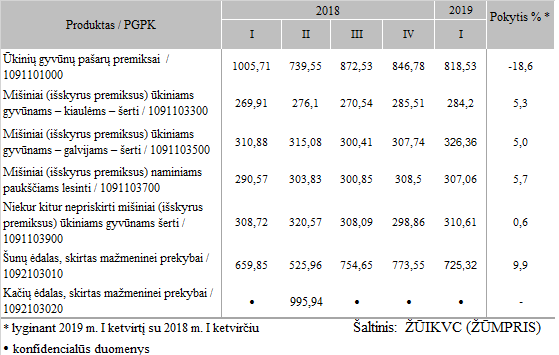 Produktas / PGPK 2018 2019 Pokytis % *
I II III IV I
Ūkinių gyvūnų pašarų premiksai /
1091101000 1005,71 739,55 872,53 846,78 818,53 -18,6
Mišiniai (išskyrus premiksus) ūkiniams
gyvūnams – kiaulėms – šerti / 1091103300 269,91 276,1 270,54 285,51 284,2 5,3
Mišiniai (išskyrus premiksus) ūkiniams
gyvūnams – galvijams – šerti / 1091103500 310,88 315,08 300,41 307,74 326,36 5,0
Mišiniai (išskyrus premiksus) naminiams
paukščiams lesinti / 1091103700 290,57 303,83 300,85 308,5 307,06 5,7
Niekur kitur nepriskirti mišiniai (išskyrus
premiksus) ūkiniams gyvūnams šerti /
1091103900 308,72 320,57 308,09 298,86 310,61 0,6
Šunų ėdalas, skirtas mažmeninei prekybai /
1092103010 659,85 525,96 754,65 773,55 725,32 9,9
Kačių ėdalas, skirtas mažmeninei prekybai /
1092103020 • 995,94 • • • -
* lyginant 2019 m. I ketvirtį su 2018 m. I ketvirčiu Šaltinis: ŽŪIKVC (ŽŪMPRIS)
• konfidencialūs duomenys